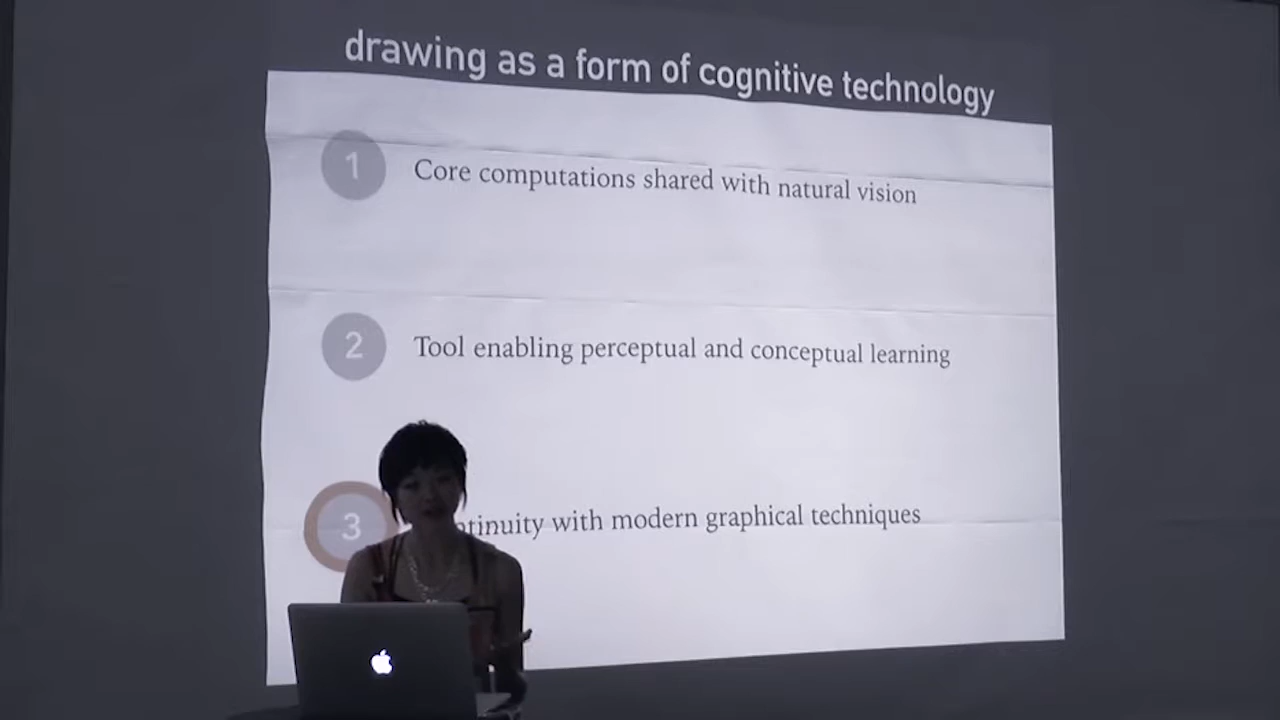 drawing as a form of cognitive technology
1 Core computations shared with natural vision
2 Tool enabling perceptual and conceptual learning
3 with modern graphical techniques